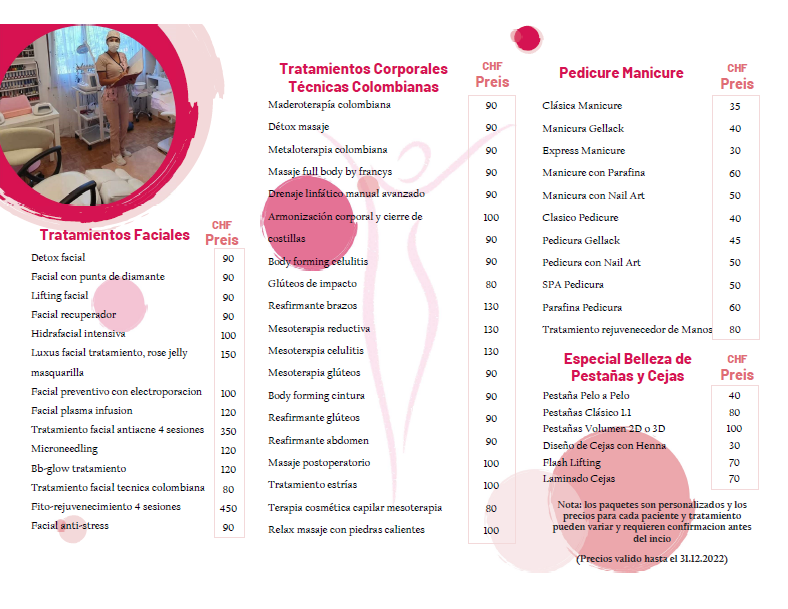 Tratamientos Faciales
CHF
Preis
Detox facial 90
Facial con punta de diamante 90
Lifting facial 90
Facial recuperador 90
Hidrafacial intensiva 100
Luxus facial tratamiento, rose jelly 150
masquarilla
Facial preventivo con electroporacion 100
Facial plasma infusion 120
Tratamiento facial antiacne 4 sesiones 350
Microneedling 120
Bb-glow tratamiento 120
Tratamiento facial tecnica colombiana 80
Fito-rejuvenecimiento 4 sesiones 450
Facial anti-stress 90
Tratamientos Corporales
Técnicas Colombianas
CHF
Preis
Maderoterapía colombiana 90
Détox masaje 90
Metaloterapia colombiana 90
Masaje full body by francys 90
Drenaje linfático manual avanzado 90
Armonización corporal y cierre de 100
costillas 90
Body forming celulitis 90
Glúteos de impacto 80
Reafirmante brazos 130
Mesoterapia reductiva 130
Mesoterapia celulitis 130
Mesoterapia glúteos 90
Body forming cintura 90
Reafirmante glúteos 90
Reafirmante abdomen 90
Masaje postoperatorio 100
Tratamiento estrías 100
Terapia cosmética capilar mesoterapia 80
Relax masaje con piedras calientes 100
Pedicure Manicure
CHF
Preis
Clásica Manicure 35
Manicura Gellack 40
Express Manicure 30
Manicure con Parafina 60
Manicura con Nail Art 50
Clasico Pedicure 40
Pedicura Gellack 45
Pedicura con Nail Art 50
SPA Pedicura 50
Parafina Pedicura 60
Tratamiento rejuvenecedor de Manos 80
Especial Belleza de
Pestañas y Cejas
CHF
Preis
Pestaña Pelo a Pelo 40
Pestañas Clásico 1.1 80
Pestañas Volumen 2D o 3D 100
Diseño de Cejas con Henna 30
Flash Lifting 70
Laminado Cejas 70
Nota: los paquetes son personalizados y los
precios para cada paciente y tratamiento
pueden variar y requieren confirmacion antes
del incio
(Precios valido hasta el 31.12.2022)